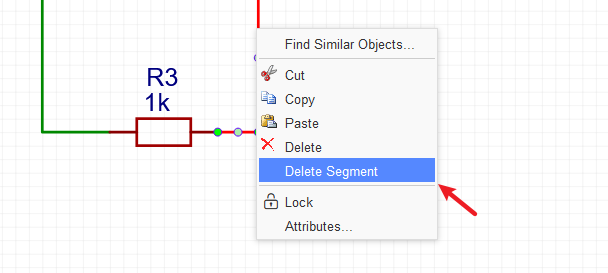 R3
1k
Find Similar Objects...
Cut
Copy
Paste
Delete
Delete Segment
Lock
Attributes...